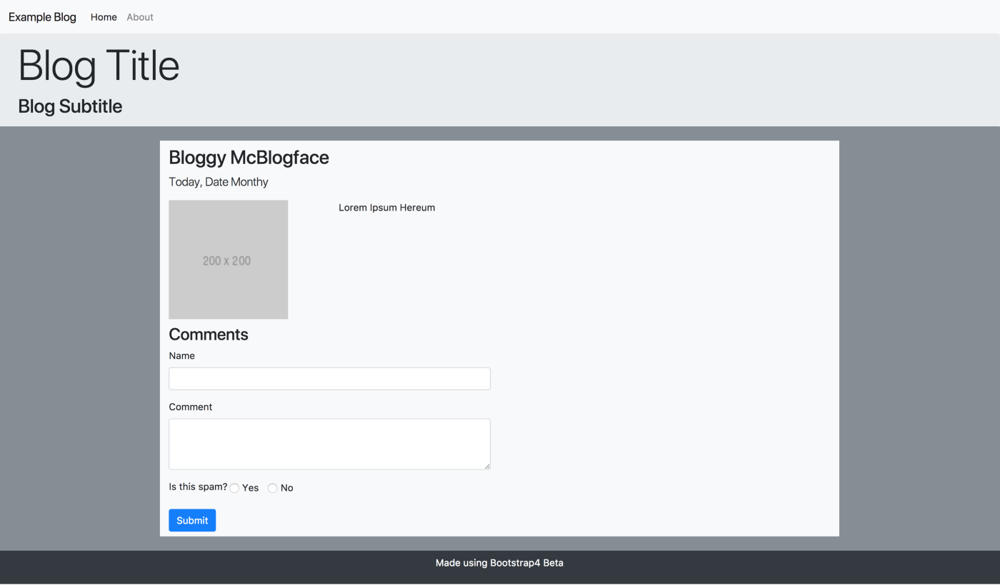 Example Blog Home About
Blog Title
Blog Subtitle
Bloggy McBlogface
Today, Date Monthy
200 x 200
Lorem Ipsum Hereum
Comments
Name
Comment
Is this spam? Yes No
Submit
Made using Bootstrap4 Beta